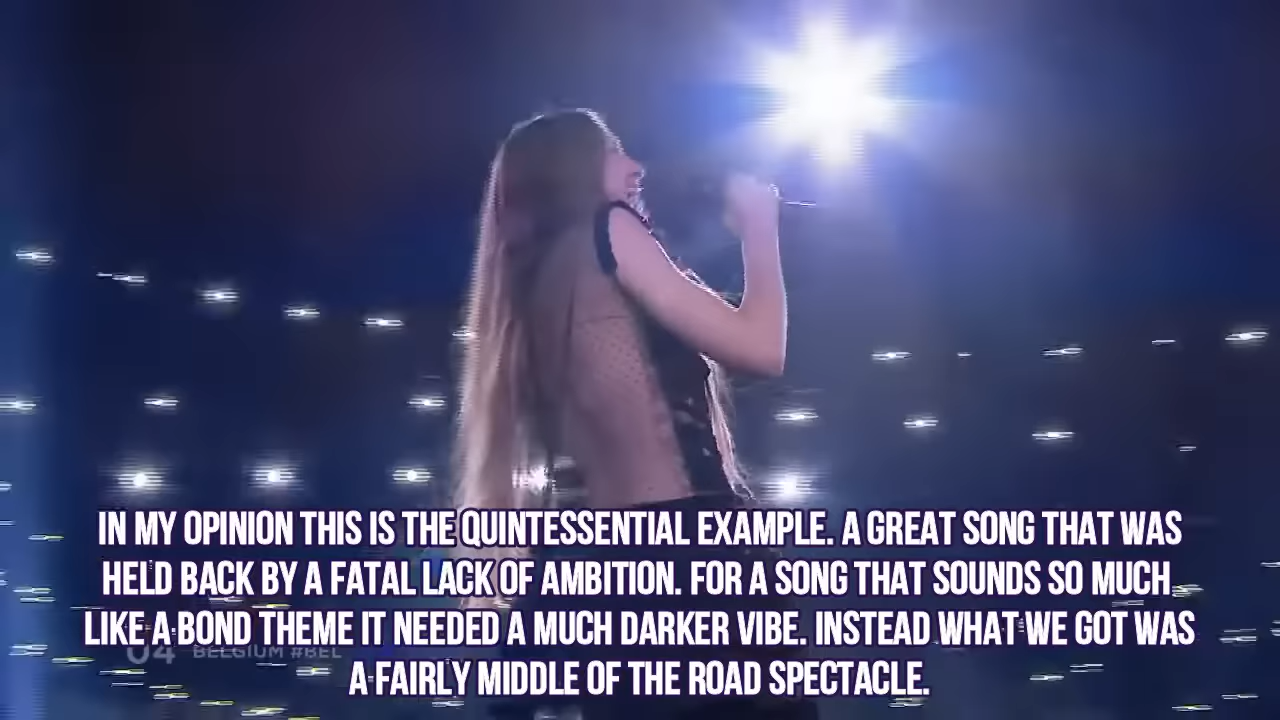 IN MY OPINION THIS IS THE QUINTESSENTIAL EXAMPLE. A GREAT SONG THAT WAS
HELD BACK BY A FATAL LACK OF AMBITION. FOR A SONG THAT SOUNDS SO MUCH
LIKE A BOND THEME IT NEEDED A MUCH DARKER VIBE. INSTEAD WHAT WE GOT WAS
04 BELGIUM #BEL
A FAIRLY MIDDLE OF THE ROAD SPECTACLE.